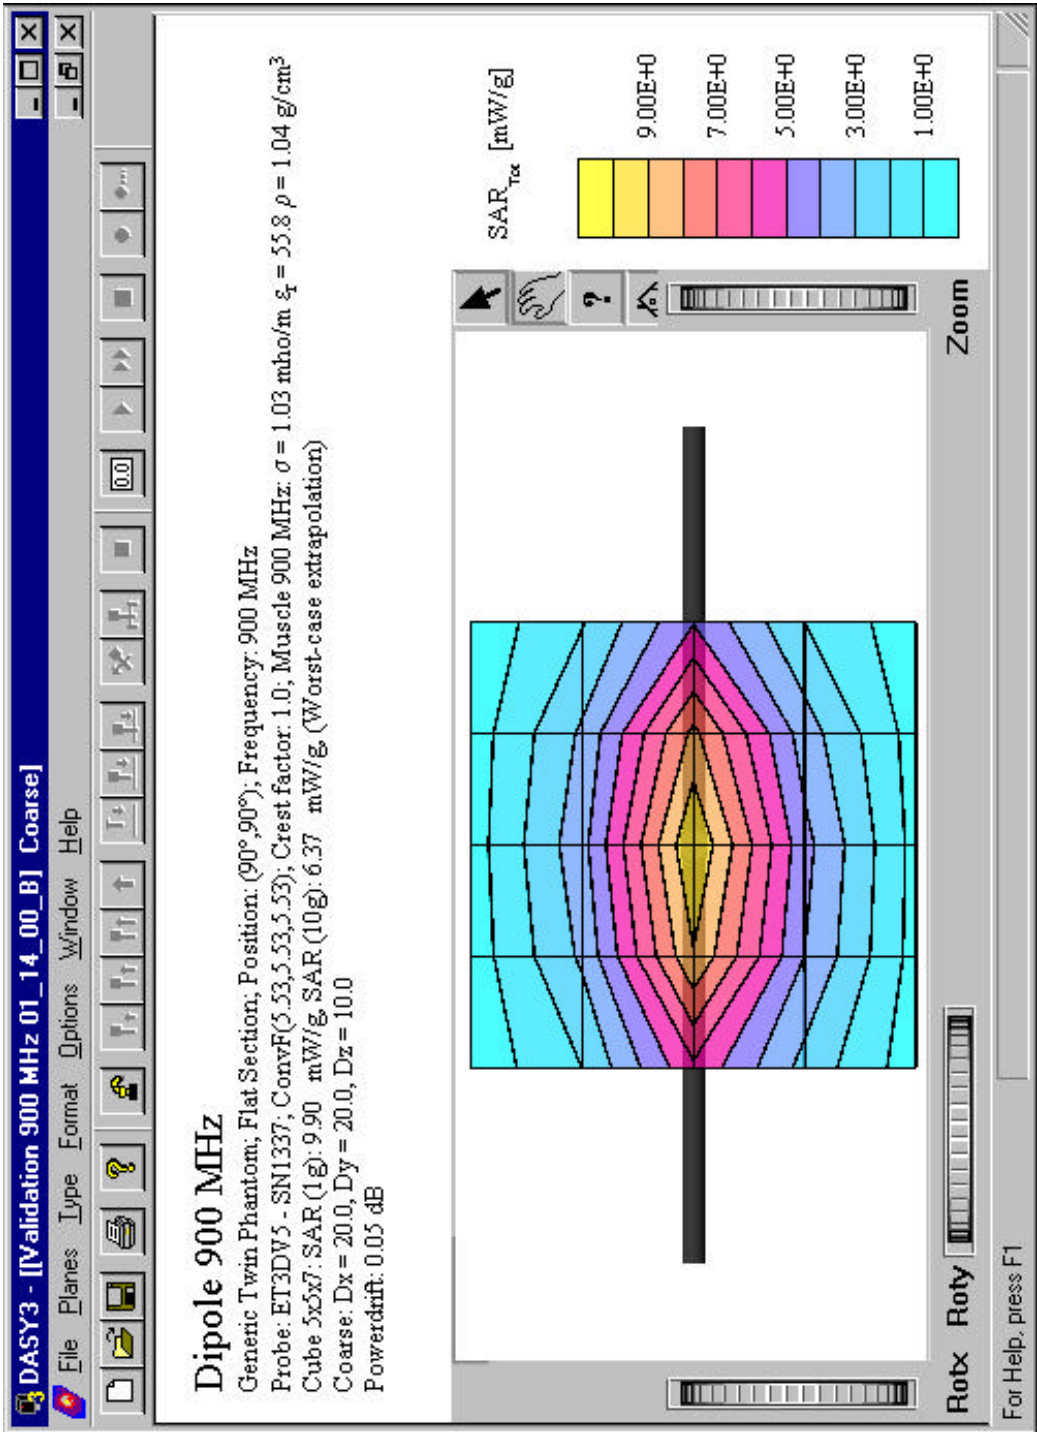 DASY3 - [[Validation 900 MHz 01_14_00_B] Coarse]
File Planes Type Format Options Window Help
0.0
Dipole 900 MHz
Generic Twin Phantom; Flat Section; Position: (90°,90°); Frequency: 900 MHz
Probe: ET3DV5 - SN1337; ConvF(5.53,5.53,5.53); Crest factor: 1.0; Muscle 900 MHz: σ = 1.03 mho/m εr = 55.8 ρ = 1.04 g/cm³
Cube 5x5x7: SAR (1g): 9.90 mW/g, SAR (10g): 6.37 mW/g, (Worst-case extrapolation)
Coarse: Dx = 20.0, Dy = 20.0, Dz = 10.0
Powerdrift: 0.05 dB
SAR Tot [mW/g]
9.00E+0
7.00E+0
5.00E+0
3.00E+0
1.00E+0
?
Rotx Roty Zoom
For Help, press F1